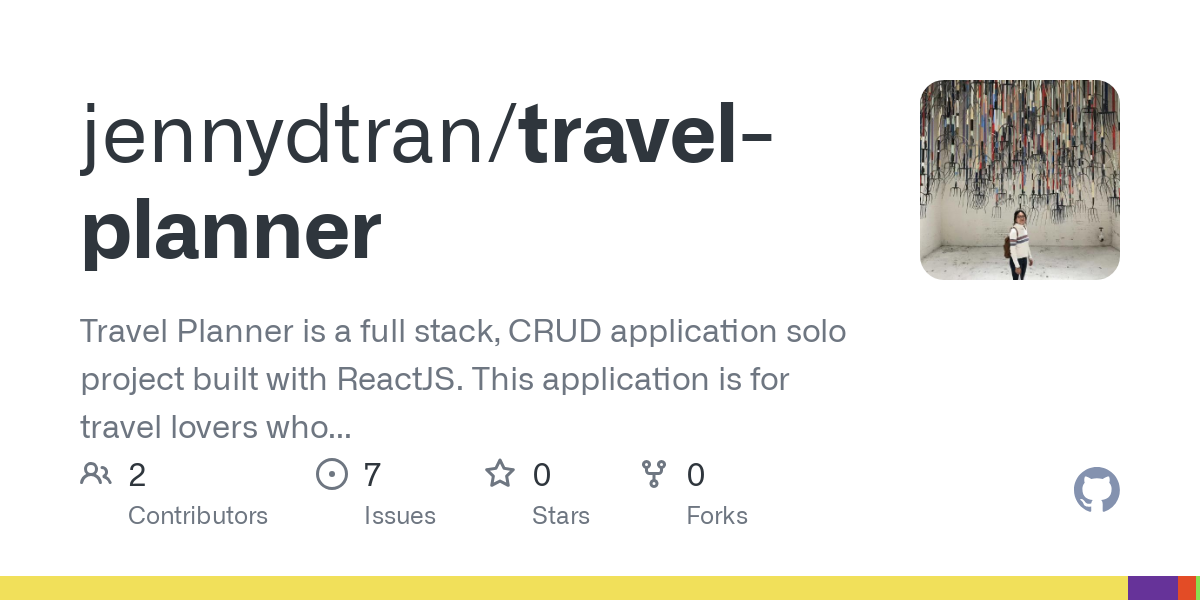 jennydtran/travel-
planner
Travel Planner is a full stack, CRUD application solo
project built with ReactJS. This application is for
travel lovers who...
2 7 0 0
Contributors Issues Stars Forks